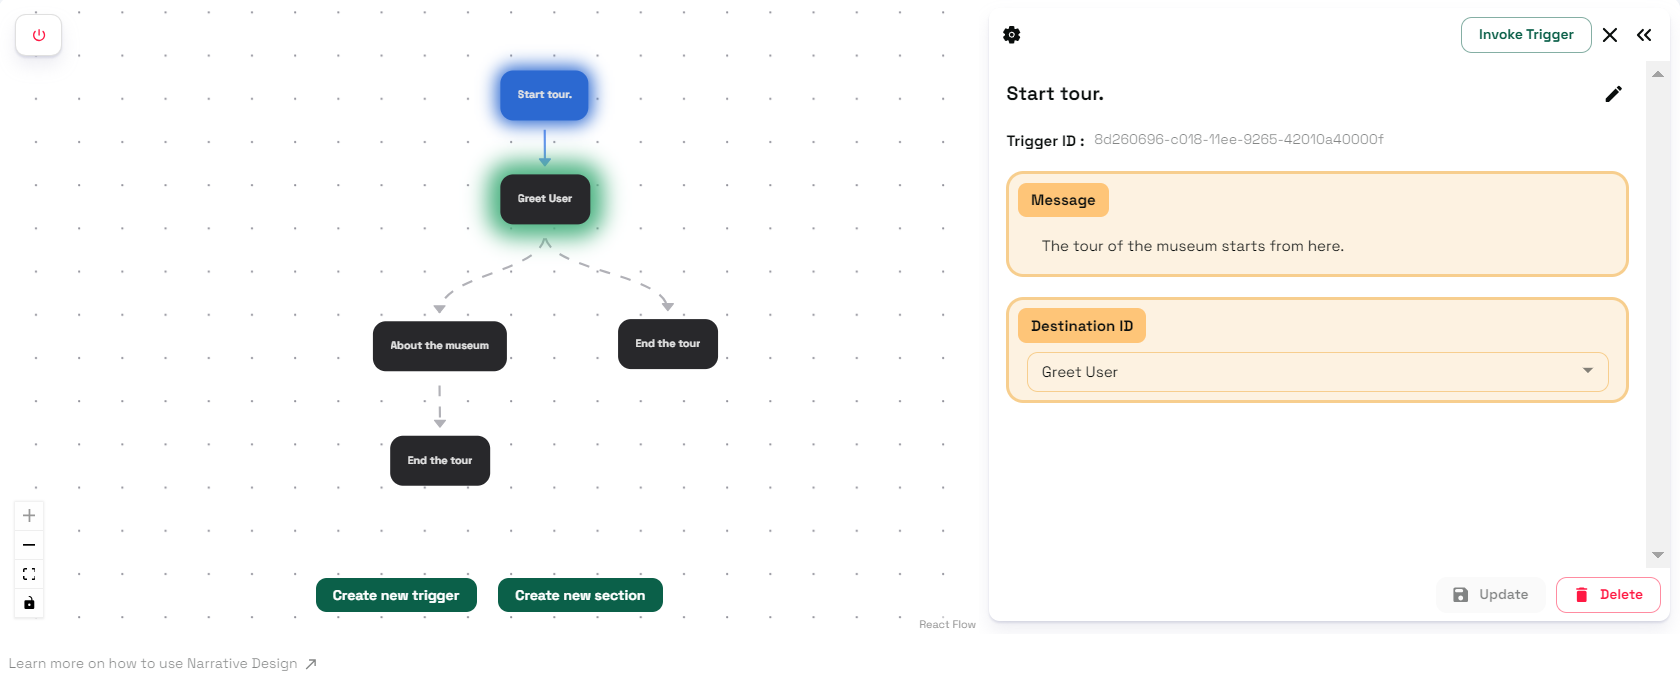 Start tour.
Greet User
About the museum
End the tour
End the tour
Create new trigger
Create new section
React Flow
Learn more on how to use Narrative Design
Invoke Trigger
Start tour.
Trigger ID : 8d260696-c018-11ee-9265-42010a40000f
Message
The tour of the museum starts from here.
Destination ID
Greet User
Update
Delete